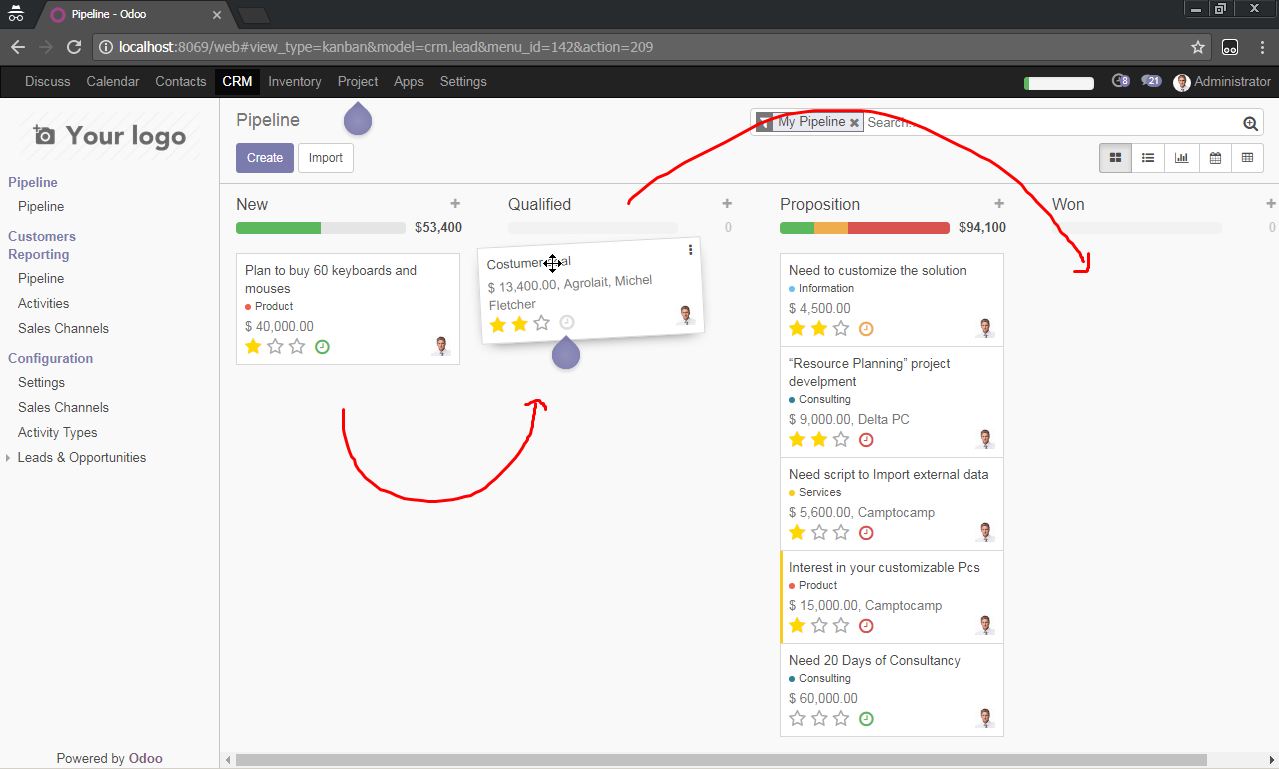 Pipeline - Odoo
localhost:8069/web#view_type=kanban&model=crm.lead&menu_id=142&action=209
Discuss Calendar Contacts CRM Inventory Project Apps Settings 8 21 Administrator
Your logo
Pipeline
Pipeline
Customers
Reporting
Pipeline
Activities
Sales Channels
Configuration
Settings
Sales Channels
Activity Types
Leads & Opportunities
Powered by Odoo
Pipeline
My Pipeline Search...
Create Import
New
$53,400
Plan to buy 60 keyboards and
mouses
Product
$ 40,000.00
Qualified
0
Costumer
$ 13,400.00, Agrolait, Michel
Fletcher
Proposition
$94,100
Need to customize the solution
Information
$ 4,500.00
“Resource Planning” project
develpment
Consulting
$ 9,000.00, Delta PC
Need script to Import external data
Services
$ 5,600.00, Camptocamp
Interest in your customizable Pcs
Product
$ 15,000.00, Camptocamp
Need 20 Days of Consultancy
Consulting
$ 60,000.00
Won
0